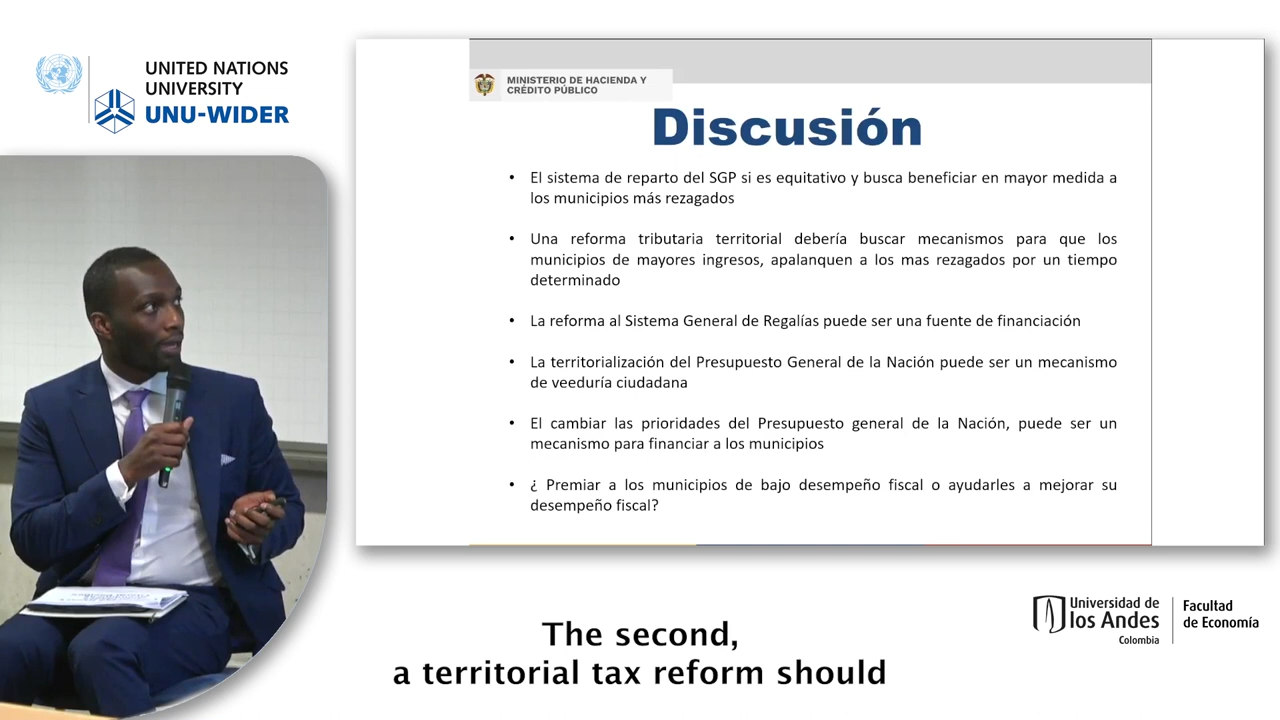 UNITED NATIONS
UNIVERSITY
UNU-WIDER
MINISTERIO DE HACIENDA Y
CRÉDITO PÚBLICO
Discusión
• El sistema de reparto del SGP si es equitativo y busca beneficiar en mayor medida a
los municipios más rezagados
• Una reforma tributaria territorial debería buscar mecanismos para que los
municipios de mayores ingresos, apalanquen a los mas rezagados por un tiempo
determinado
• La reforma al Sistema General de Regalías puede ser una fuente de financiación
• La territorialización del Presupuesto General de la Nación puede ser un mecanismo
de veeduría ciudadana
• El cambiar las prioridades del Presupuesto general de la Nación, puede ser un
mecanismo para financiar a los municipios
• ¿ Premiar a los municipios de bajo desempeño fiscal o ayudarles a mejorar su
desempeño fiscal?
The second,
a territorial tax reform should
Universidad de
los Andes
Colombia
Facultad
de Economía